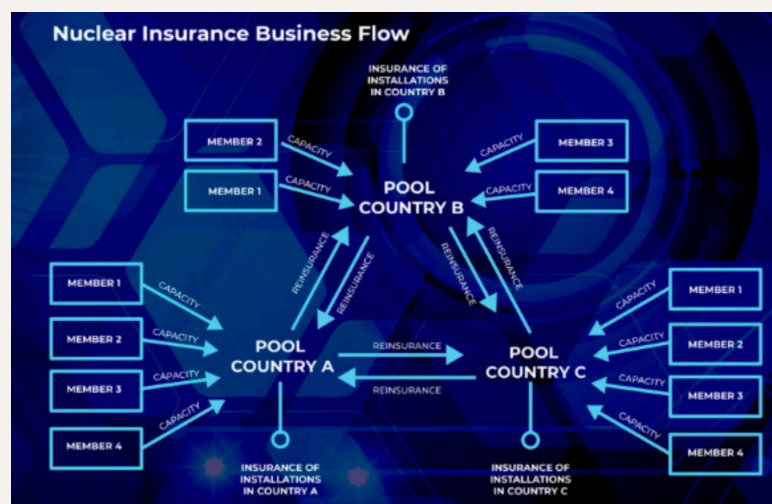 Nuclear Insurance Business Flow
INSURANCE OF
INSTALLATIONS
IN COUNTRY B
MEMBER 2
CAPACITY
MEMBER 1
CAPACITY
MEMBER 3
CAPACITY
MEMBER 4
CAPACITY
POOL
COUNTRY B
REINSURANCE
REINSURANCE
REINSURANCE
REINSURANCE
MEMBER 1
CAPACITY
MEMBER 2
CAPACITY
MEMBER 3
CAPACITY
MEMBER 4
CAPACITY
POOL
COUNTRY A
REINSURANCE
REINSURANCE
POOL
COUNTRY C
MEMBER 1
CAPACITY
MEMBER 2
CAPACITY
MEMBER 3
CAPACITY
MEMBER 4
CAPACITY
INSURANCE OF
INSTALLATIONS
IN COUNTRY A
INSURANCE OF
INSTALLATIONS
IN COUNTRY C